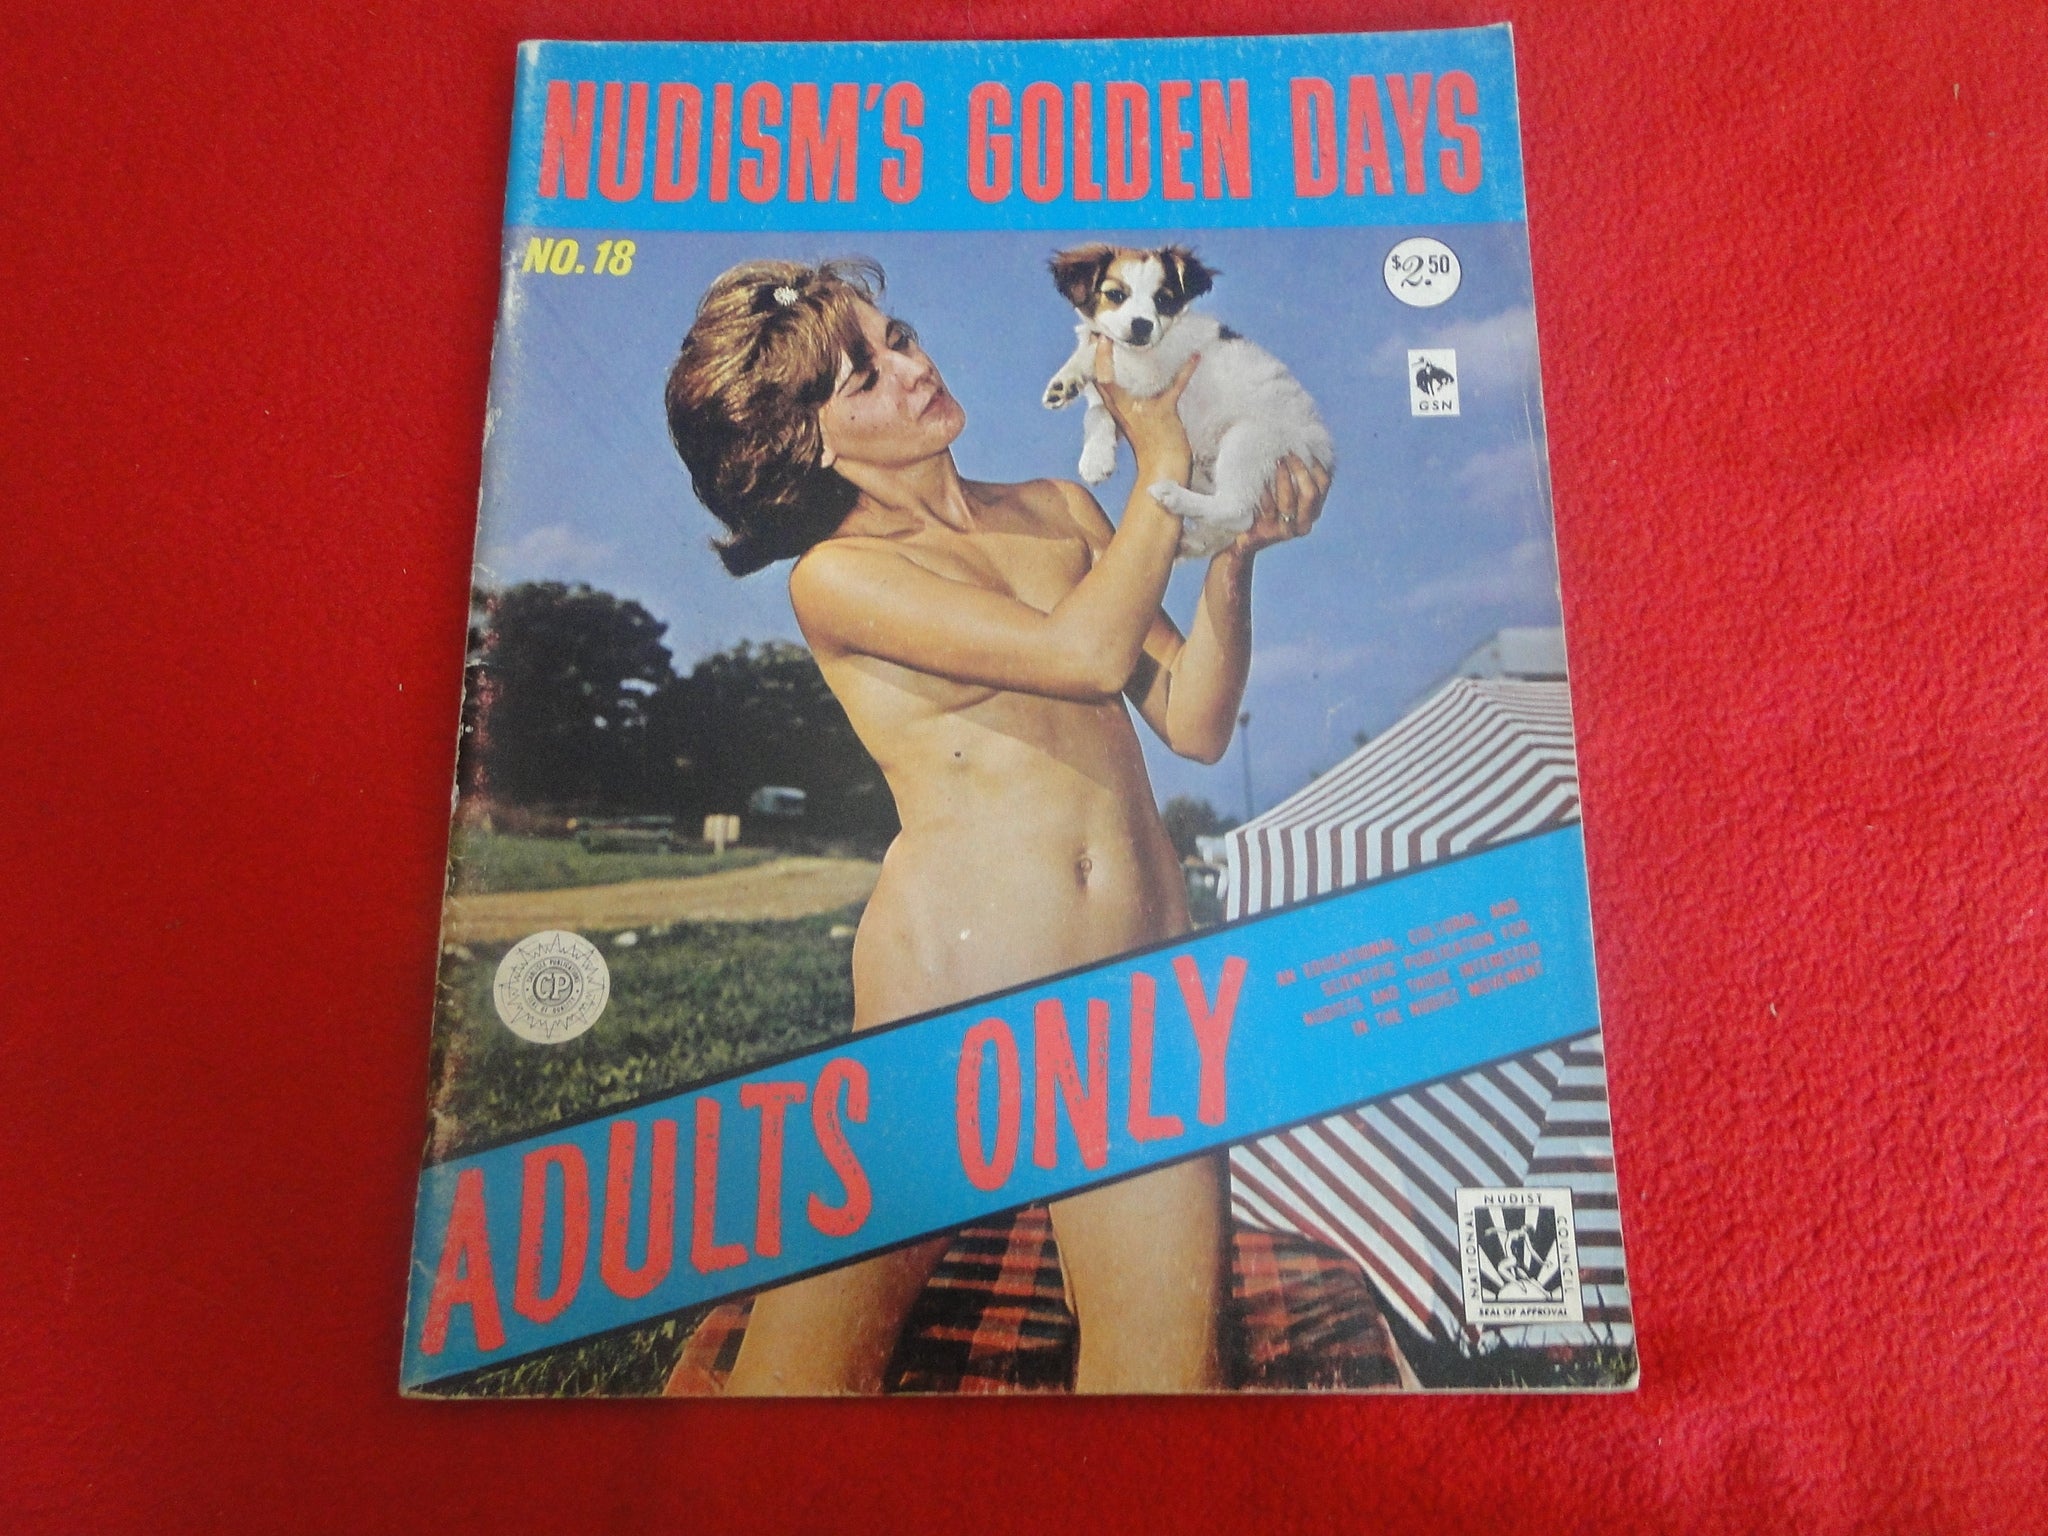 NUDISM'S GOLDEN DAYS
NO. 18
$2.50
GSN
AN EDUCATIONAL, CULTURAL, AND
SCIENTIFIC PUBLICATION FOR
NUDISTS AND THOSE INTERESTED
IN THE NUDIST MOVEMENT
ADULTS ONLY
CP
NATIONAL
NUDIST
COUNCIL
SEAL OF APPROVAL